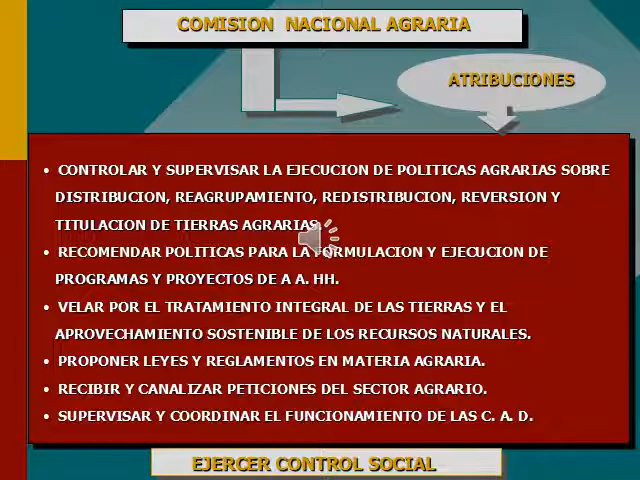 COMISION NACIONAL AGRARIA
ATRIBUCIONES
• CONTROLAR Y SUPERVISAR LA EJECUCION DE POLITICAS AGRARIAS SOBRE
DISTRIBUCION, REAGRUPAMIENTO, REDISTRIBUCION, REVERSION Y
TITULACION DE TIERRAS AGRARIAS.
• RECOMENDAR POLITICAS PARA LA FORMULACION Y EJECUCION DE
PROGRAMAS Y PROYECTOS DE A A. HH.
• VELAR POR EL TRATAMIENTO INTEGRAL DE LAS TIERRAS Y EL
APROVECHAMIENTO SOSTENIBLE DE LOS RECURSOS NATURALES.
• PROPONER LEYES Y REGLAMENTOS EN MATERIA AGRARIA.
• RECIBIR Y CANALIZAR PETICIONES DEL SECTOR AGRARIO.
• SUPERVISAR Y COORDINAR EL FUNCIONAMIENTO DE LAS C. A. D.
EJERCER CONTROL SOCIAL